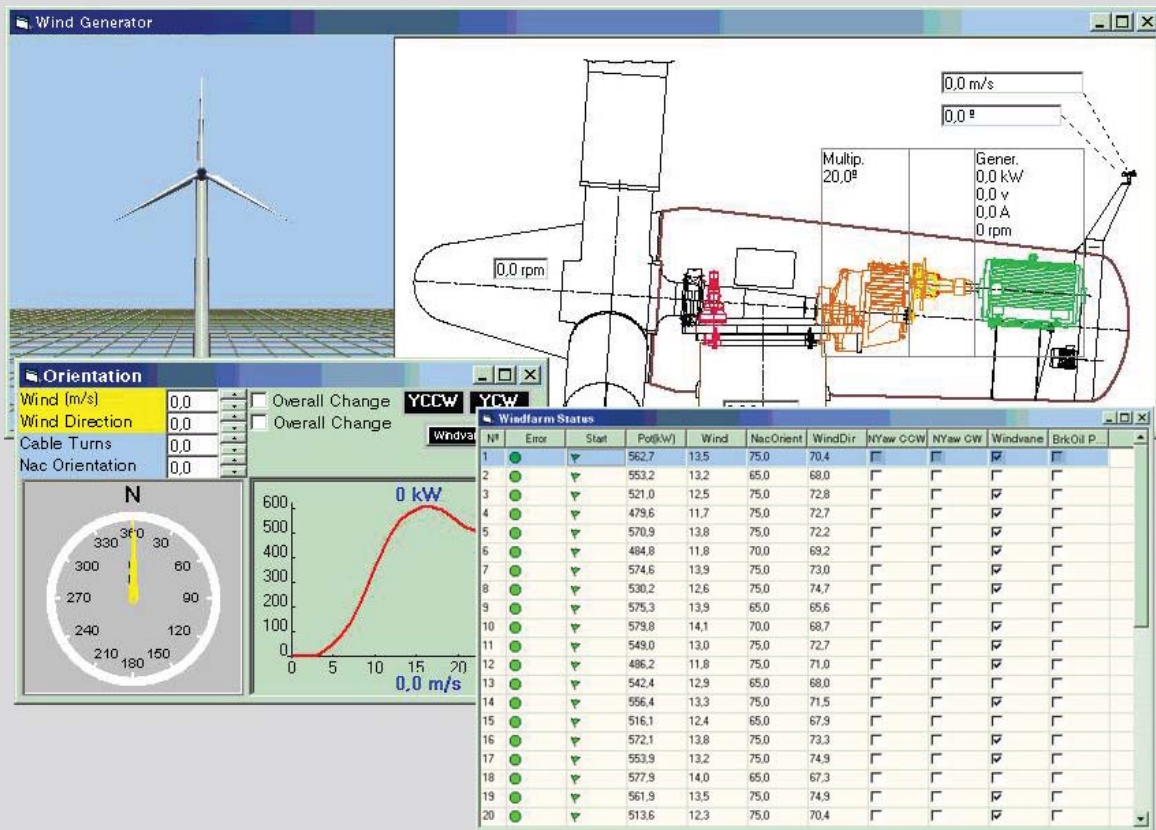 Wind Generator
0,0 m/s
0,0 º
Multip.
20,0º
Gener.
0,0 kW
0,0 v
0,0 A
0 rpm
0,0 rpm
Orientation
Wind (m/s) 0,0 Overall Change YCCW YCW
Wind Direction 0,0 Overall Change
Cable Turns 0,0
Nac Orientation 0,0
N
360 30 60 90 120 150 180 210 240 270 300 330
0 kW
600
500
400
300
200
100
0
0 5 10 15 20
0,0 m/s
Windfarm Status
Nº Error Start Pot(kW) Wind NacOrient WindDir NYaw CCW NYaw CW Windvane BrkOil P...
1 562,7 13,5 75,0 70,4
2 553,2 13,2 65,0 68,0
3 521,0 12,5 75,0 72,8
4 479,6 11,7 75,0 72,7
5 570,9 13,8 75,0 72,2
6 484,8 11,8 70,0 69,2
7 574,6 13,9 75,0 73,0
8 530,2 12,6 75,0 74,7
9 575,3 13,9 65,0 65,6
10 579,8 14,1 70,0 68,7
11 549,0 13,0 75,0 72,7
12 486,2 11,8 75,0 71,0
13 542,4 12,9 65,0 68,0
14 556,4 13,3 75,0 71,5
15 516,1 12,4 65,0 67,9
16 572,1 13,8 75,0 73,3
17 553,9 13,2 75,0 74,9
18 577,9 14,0 65,0 67,3
19 561,9 13,5 75,0 74,9
20 513,6 12,3 75,0 70,4